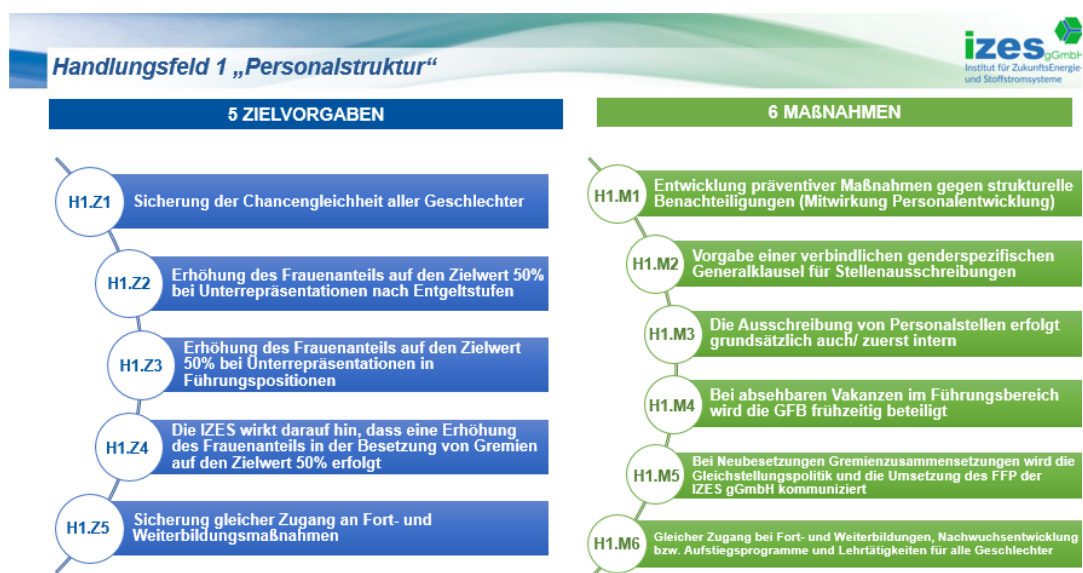 Handlungsfeld 1 „Personalstruktur“
izes gGmbH
Institut für ZukunftsEnergie-
und Stoffstromsysteme
5 ZIELVORGABEN
H1.Z1
Sicherung der Chancengleichheit aller Geschlechter
H1.Z2
Erhöhung des Frauenanteils auf den Zielwert 50%
bei Unterrepräsentationen nach Entgeltstufen
H1.Z3
Erhöhung des Frauenanteils auf den Zielwert
50% bei Unterrepräsentationen in
Führungspositionen
H1.Z4
Die IZES wirkt darauf hin, dass eine Erhöhung
des Frauenanteils in der Besetzung von Gremien
auf den Zielwert 50% erfolgt
H1.Z5
Sicherung gleicher Zugang an Fort- und
Weiterbildungsmaßnahmen
6 MAßNAHMEN
H1.M1
Entwicklung präventiver Maßnahmen gegen strukturelle
Benachteiligungen (Mitwirkung Personalentwicklung)
H1.M2
Vorgabe einer verbindlichen genderspezifischen
Generalklausel für Stellenausschreibungen
H1.M3
Die Ausschreibung von Personalstellen erfolgt
grundsätzlich auch/ zuerst intern
H1.M4
Bei absehbaren Vakanzen im Führungsbereich
wird die GFB frühzeitig beteiligt
H1.M5
Bei Neubesetzungen Gremienzusammensetzungen wird die
Gleichstellungspolitik und die Umsetzung des FFP der
IZES gGmbH kommuniziert
H1.M6
Gleicher Zugang bei Fort- und Weiterbildungen, Nachwuchsentwicklung
bzw. Aufstiegsprogramme und Lehrtätigkeiten für alle Geschlechter